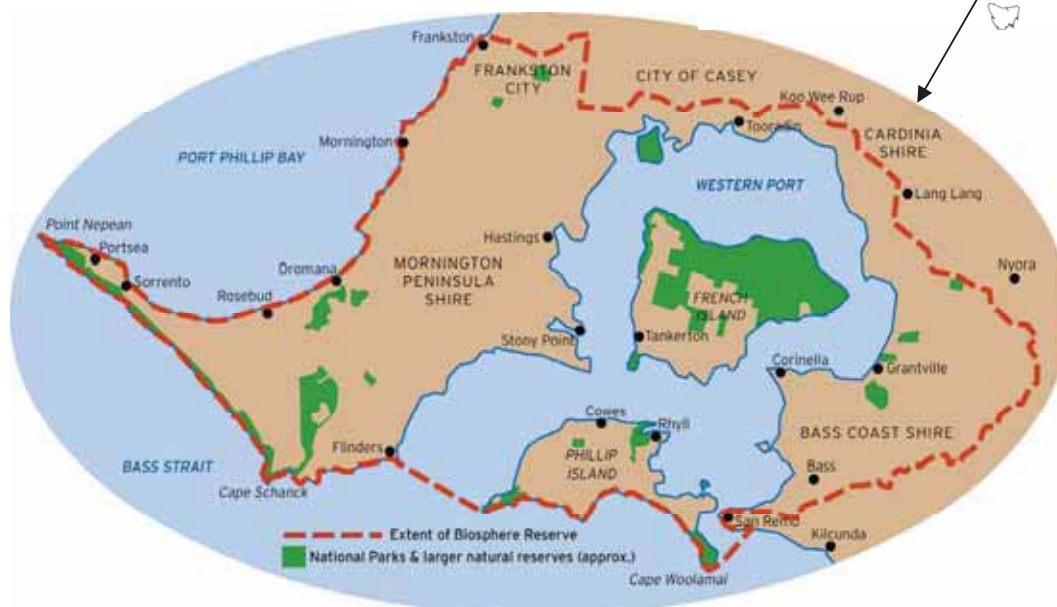 Frankston
FRANKSTON
CITY
CITY OF CASEY
Koo Wee Rup
Tooradin
CARDINIA
SHIRE
Mornington
PORT PHILLIP BAY
WESTERN PORT
Lang Lang
Point Nepean
Portsea
Sorrento
Hastings
MORNINGTON
PENINSULA
SHIRE
Dromana
Rosebud
Nyora
FRENCH
ISLAND
Stony Point
Tankerton
Corinella
Grantville
Cowes
Rhyll
PHILLIP
ISLAND
BASS COAST SHIRE
Flinders
BASS STRAIT
Cape Schanck
Bass
San Remo
Kilcunda
Extent of Biosphere Reserve
National Parks & larger natural reserves (approx.)
Cape Woolamai